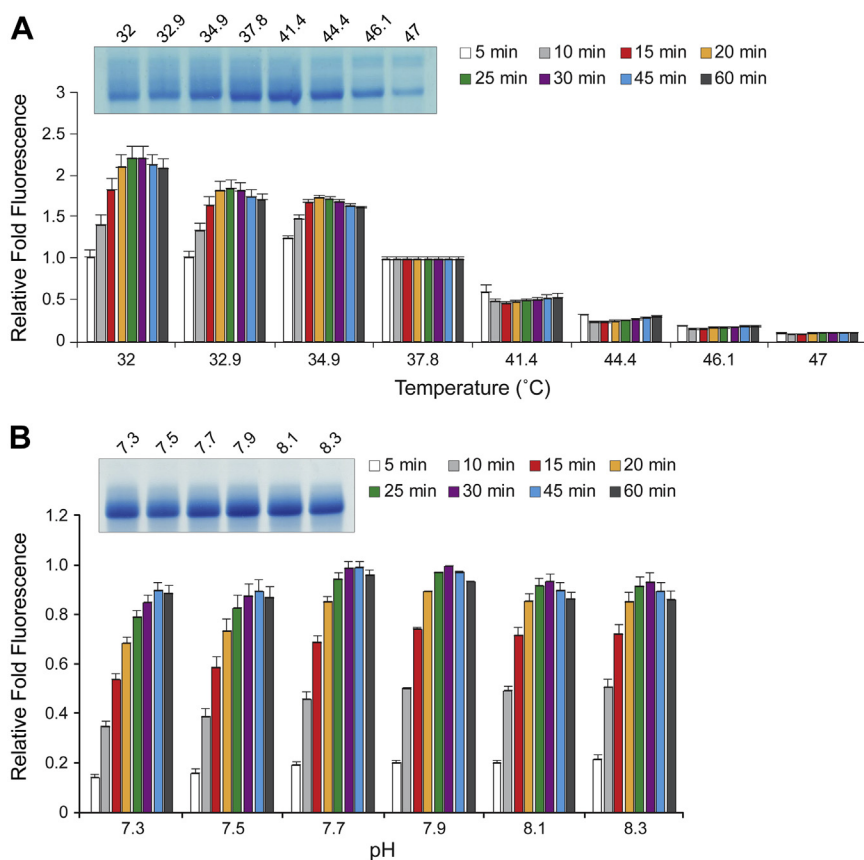 A
32 32.9 34.9 37.8 41.4 44.4 46.1 47
5 min 10 min 15 min 20 min
25 min 30 min 45 min 60 min
Relative Fold Fluorescence
3
2.5
2
1.5
1.0
0.5
0
32 32.9 34.9 37.8 41.4 44.4 46.1 47
Temperature (˚C)
B
7.3 7.5 7.7 7.9 8.1 8.3
5 min 10 min 15 min 20 min
25 min 30 min 45 min 60 min
Relative Fold Fluorescence
1.2
1.0
0.8
0.6
0.4
0.2
0
7.3 7.5 7.7 7.9 8.1 8.3
pH